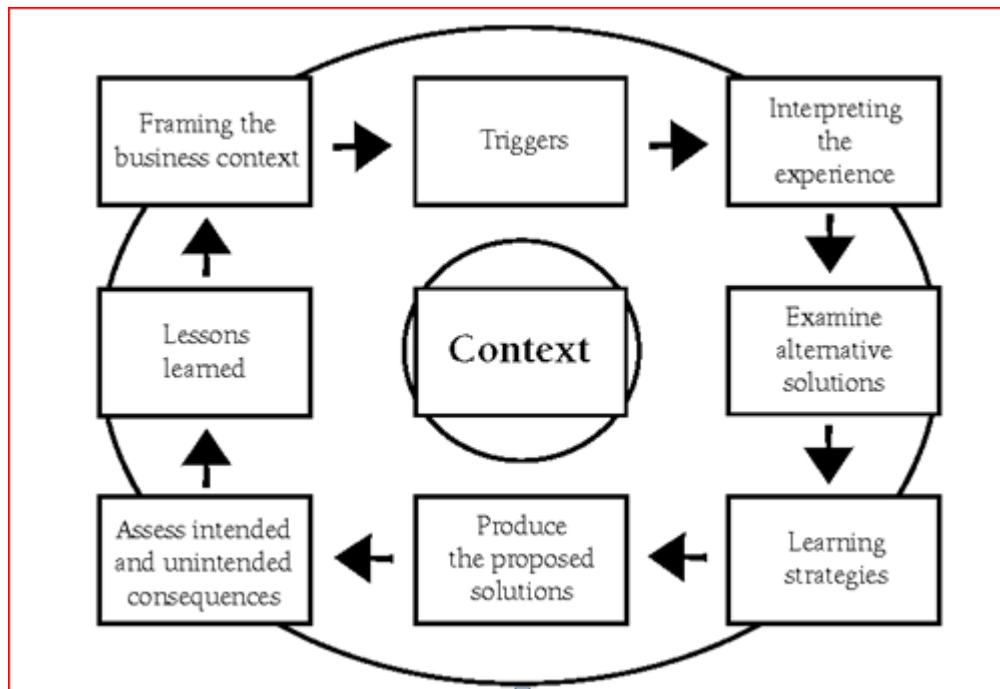 Framing the
business context
Triggers
Interpreting
the
experience
Lessons
learned
Context
Examine
alternative
solutions
Assess intended
and unintended
consequences
Produce
the proposed
solutions
Learning
strategies